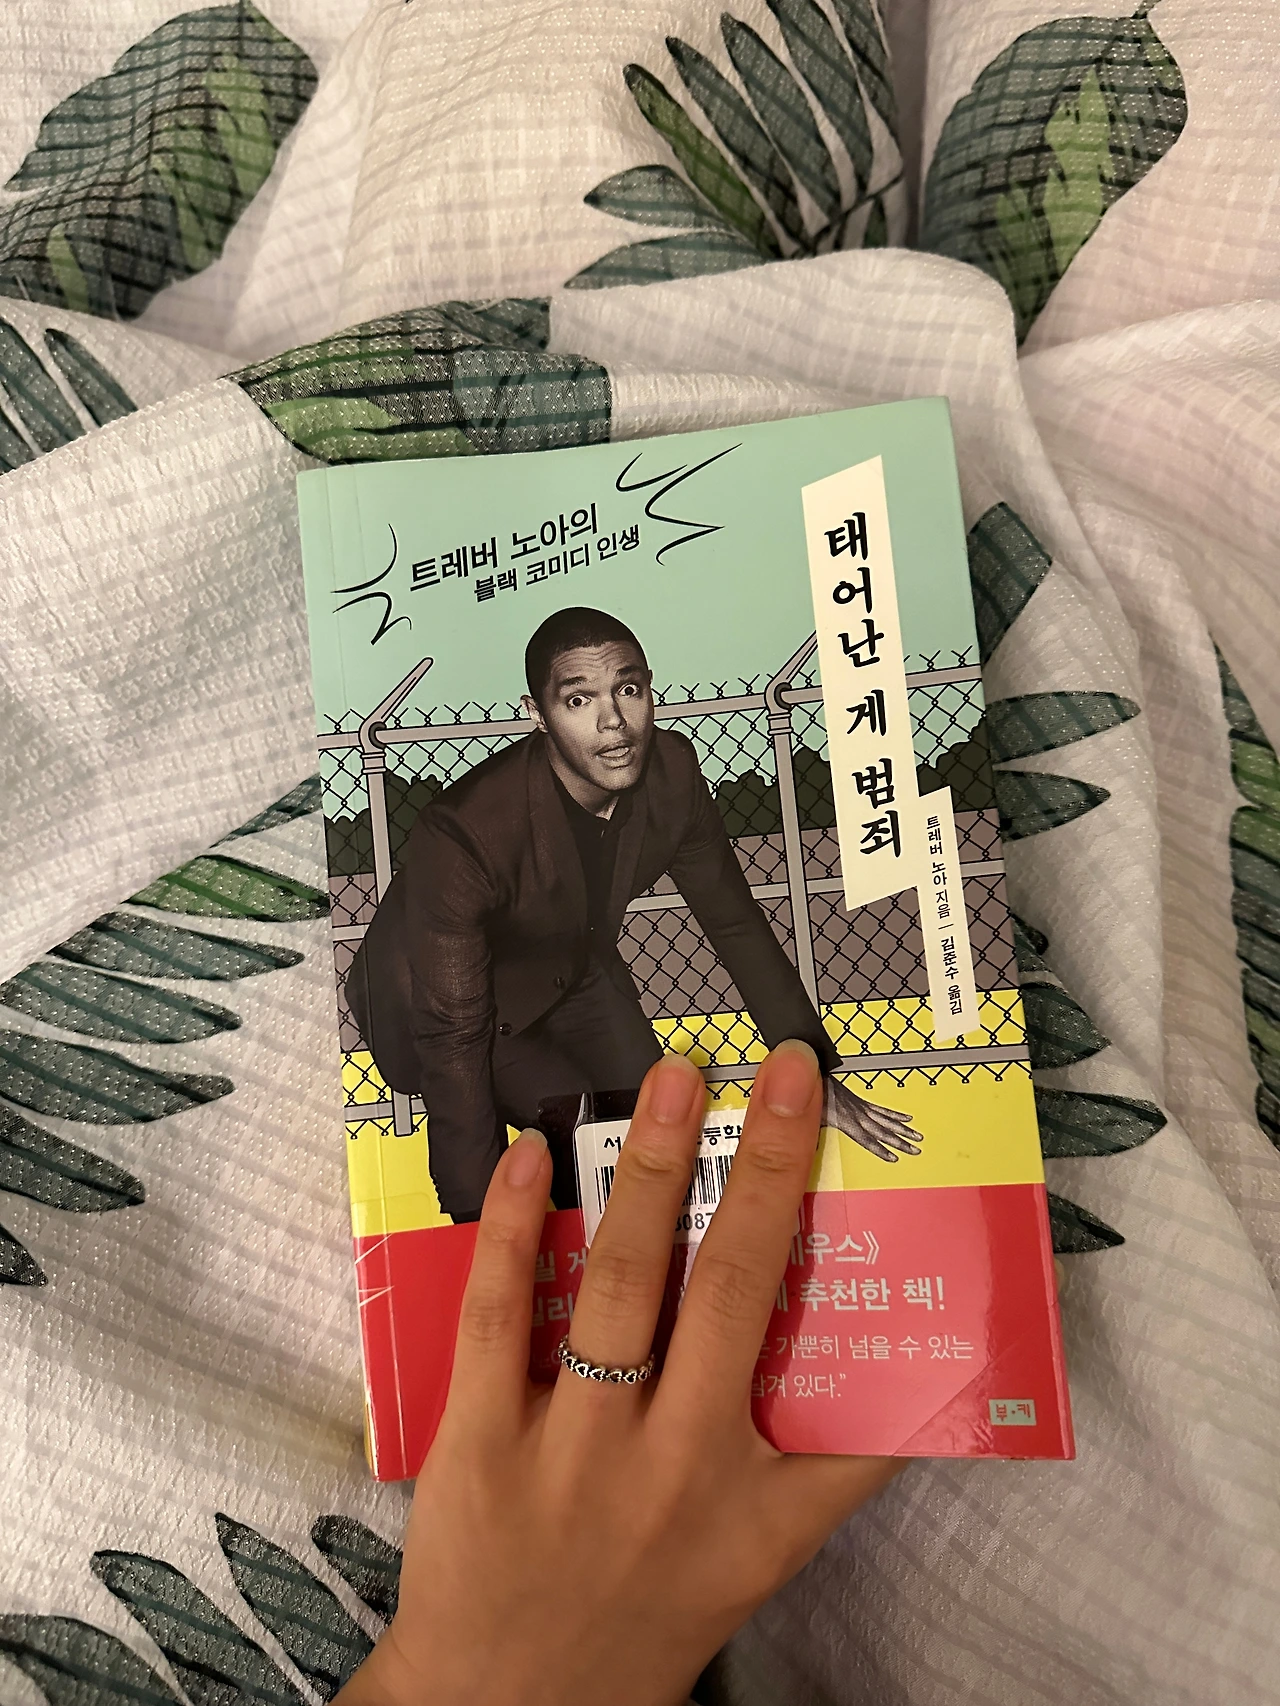 트레버 노아의
블랙 코미디 인생
태어난 게 범죄
트레버 노아 지음 — 김준수 옮김
추천한 책!
가뿐히 넘을 수 있는
있다.”
부·키